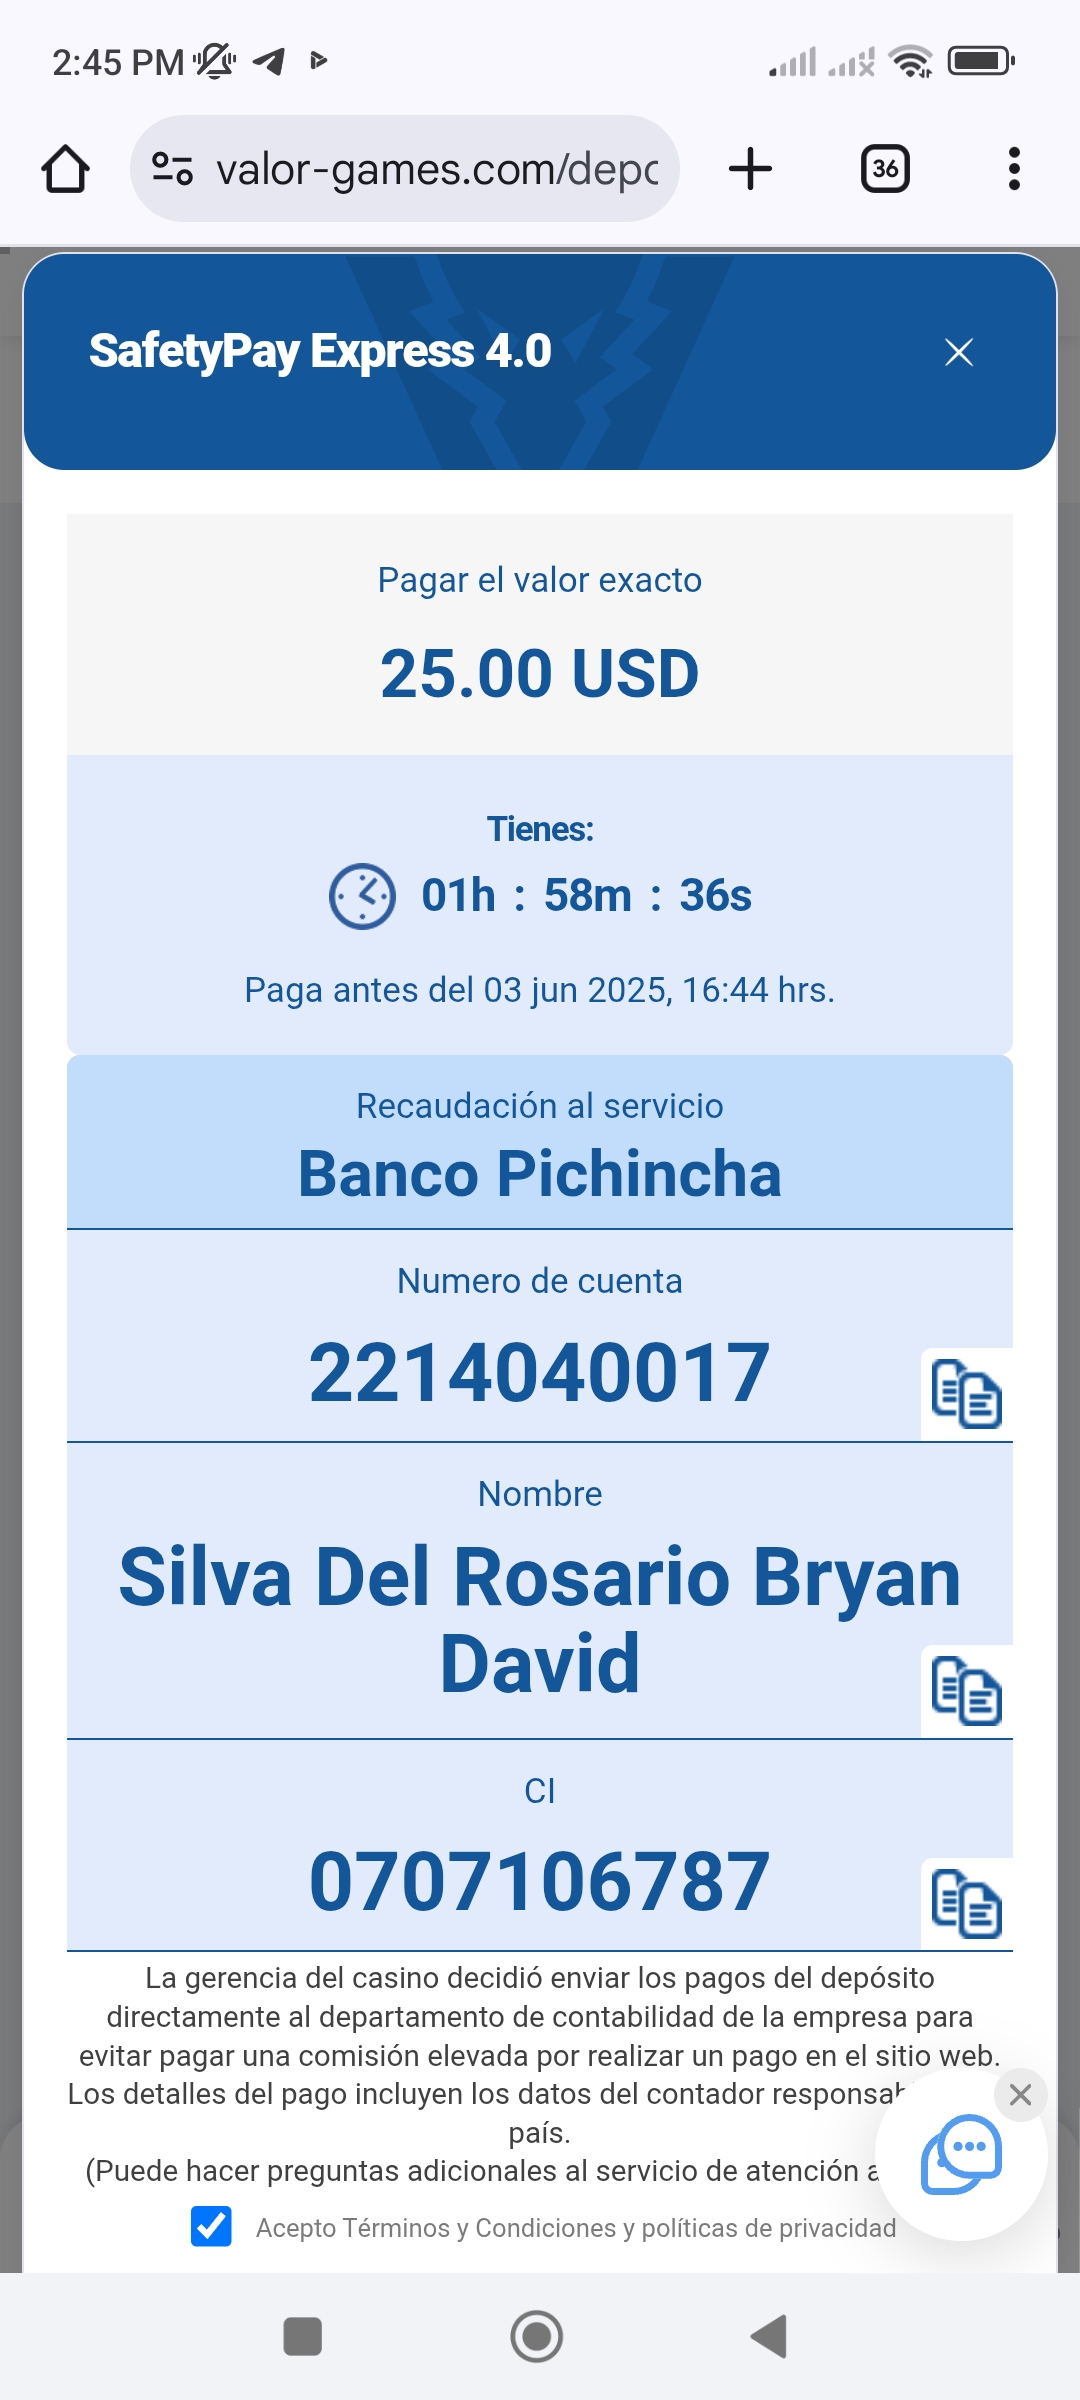 2:45 PM
valor-games.com/depo
36
SafetyPay Express 4.0
Pagar el valor exacto
25.00 USD
Tienes:
01h : 58m : 36s
Paga antes del 03 jun 2025, 16:44 hrs.
Recaudación al servicio
Banco Pichincha
Numero de cuenta
2214040017
Nombre
Silva Del Rosario Bryan
David
CI
0707106787
La gerencia del casino decidió enviar los pagos del depósito
directamente al departamento de contabilidad de la empresa para
evitar pagar una comisión elevada por realizar un pago en el sitio web.
Los detalles del pago incluyen los datos del contador
país.
(Puede hacer preguntas adicionales al servicio de atención
Acepto Términos y Condiciones y políticas de privacidad